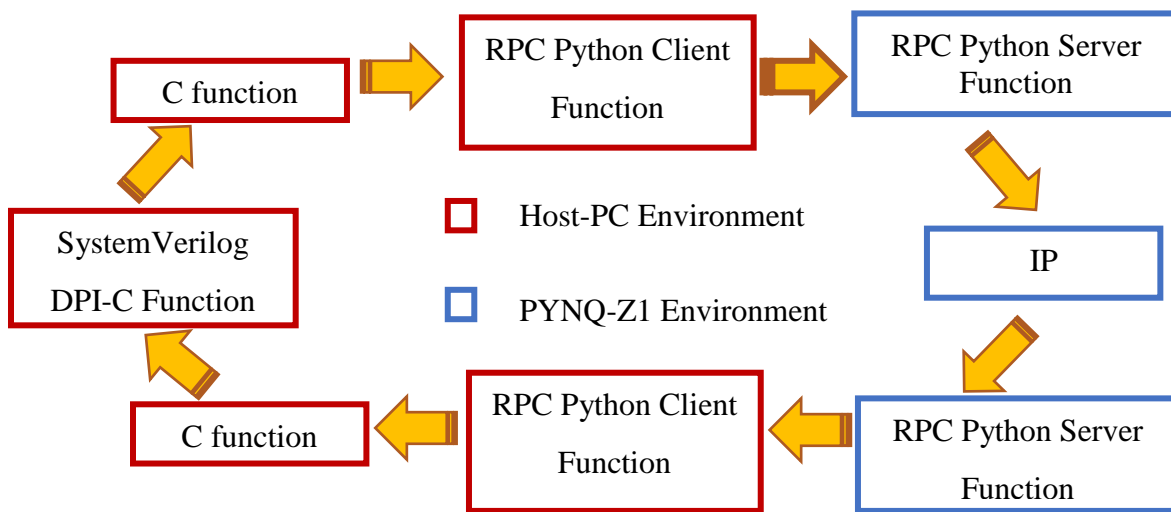 C function
RPC Python Client
Function
RPC Python Server
Function
SystemVerilog
DPI-C Function
Host-PC Environment
PYNQ-Z1 Environment
IP
C function
RPC Python Client
Function
RPC Python Server
Function